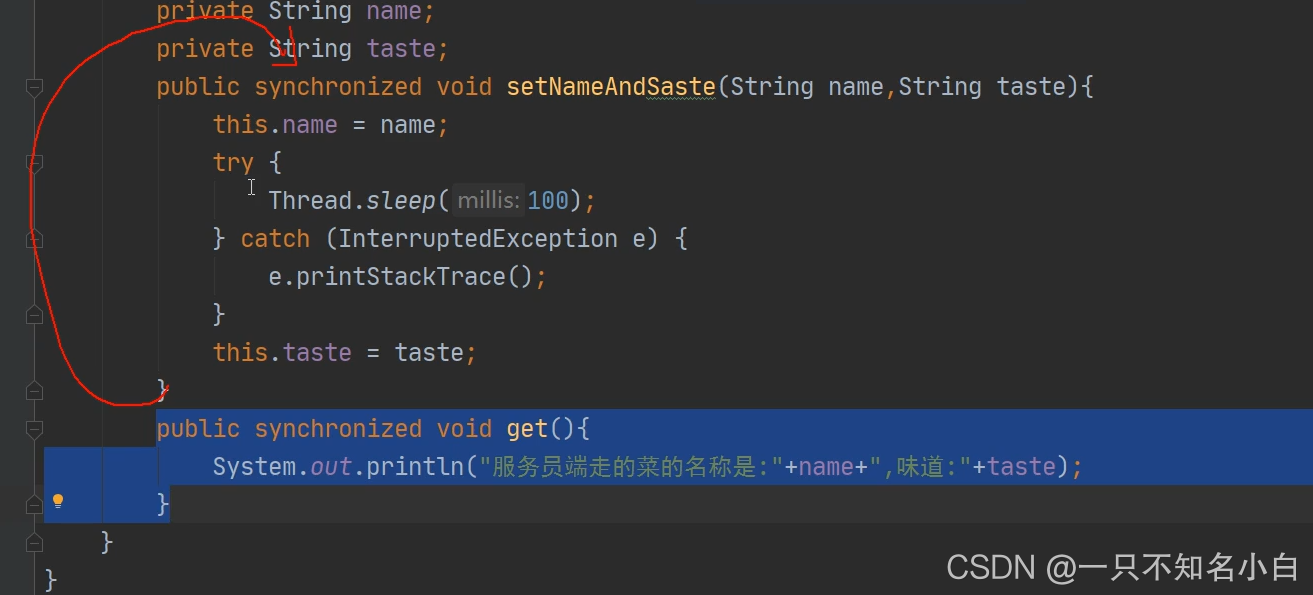 private String name;
private String taste;
public synchronized void setNameAndSaste(String name,String taste){
this.name = name;
try {
Thread.sleep( millis: 100);
} catch (InterruptedException e) {
e.printStackTrace();
}
this.taste = taste;
}
public synchronized void get(){
System.out.println("服务员端走的菜的名称是:"+name+",味道:"+taste);
}
}
}
CSDN @一只不知名小白